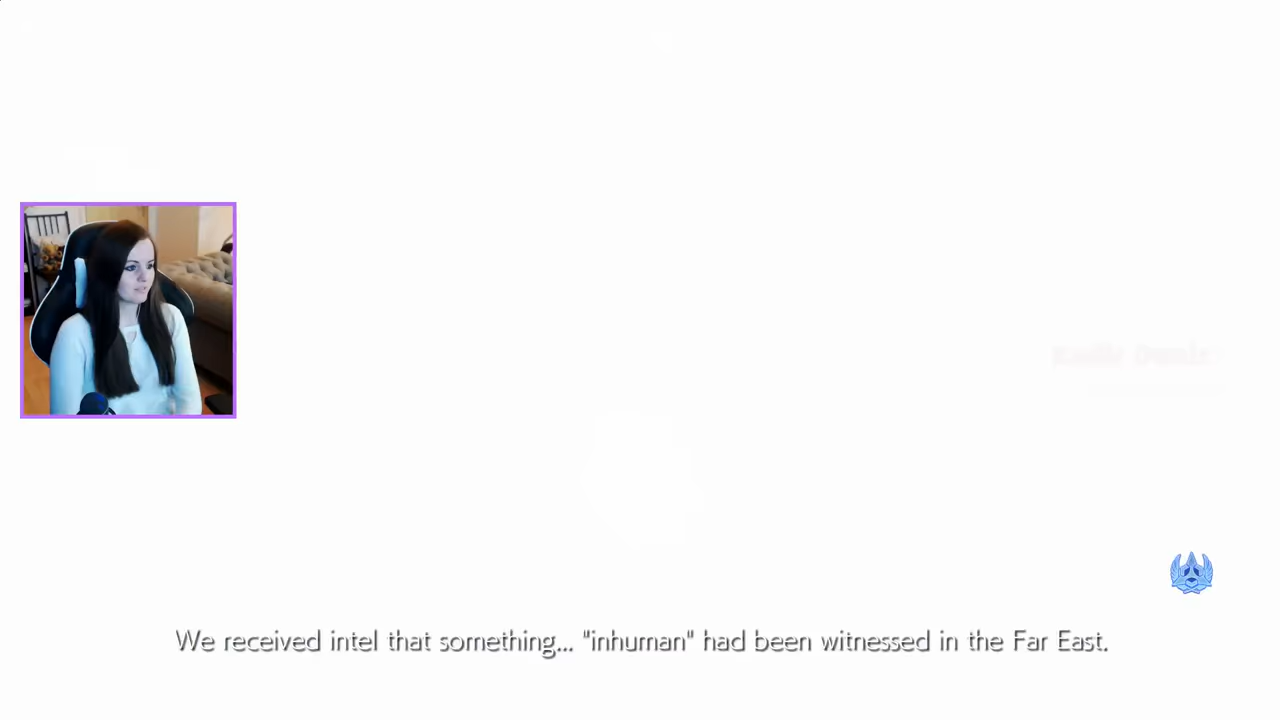 We received intel that something... "inhuman" had been witnessed in the Far East.